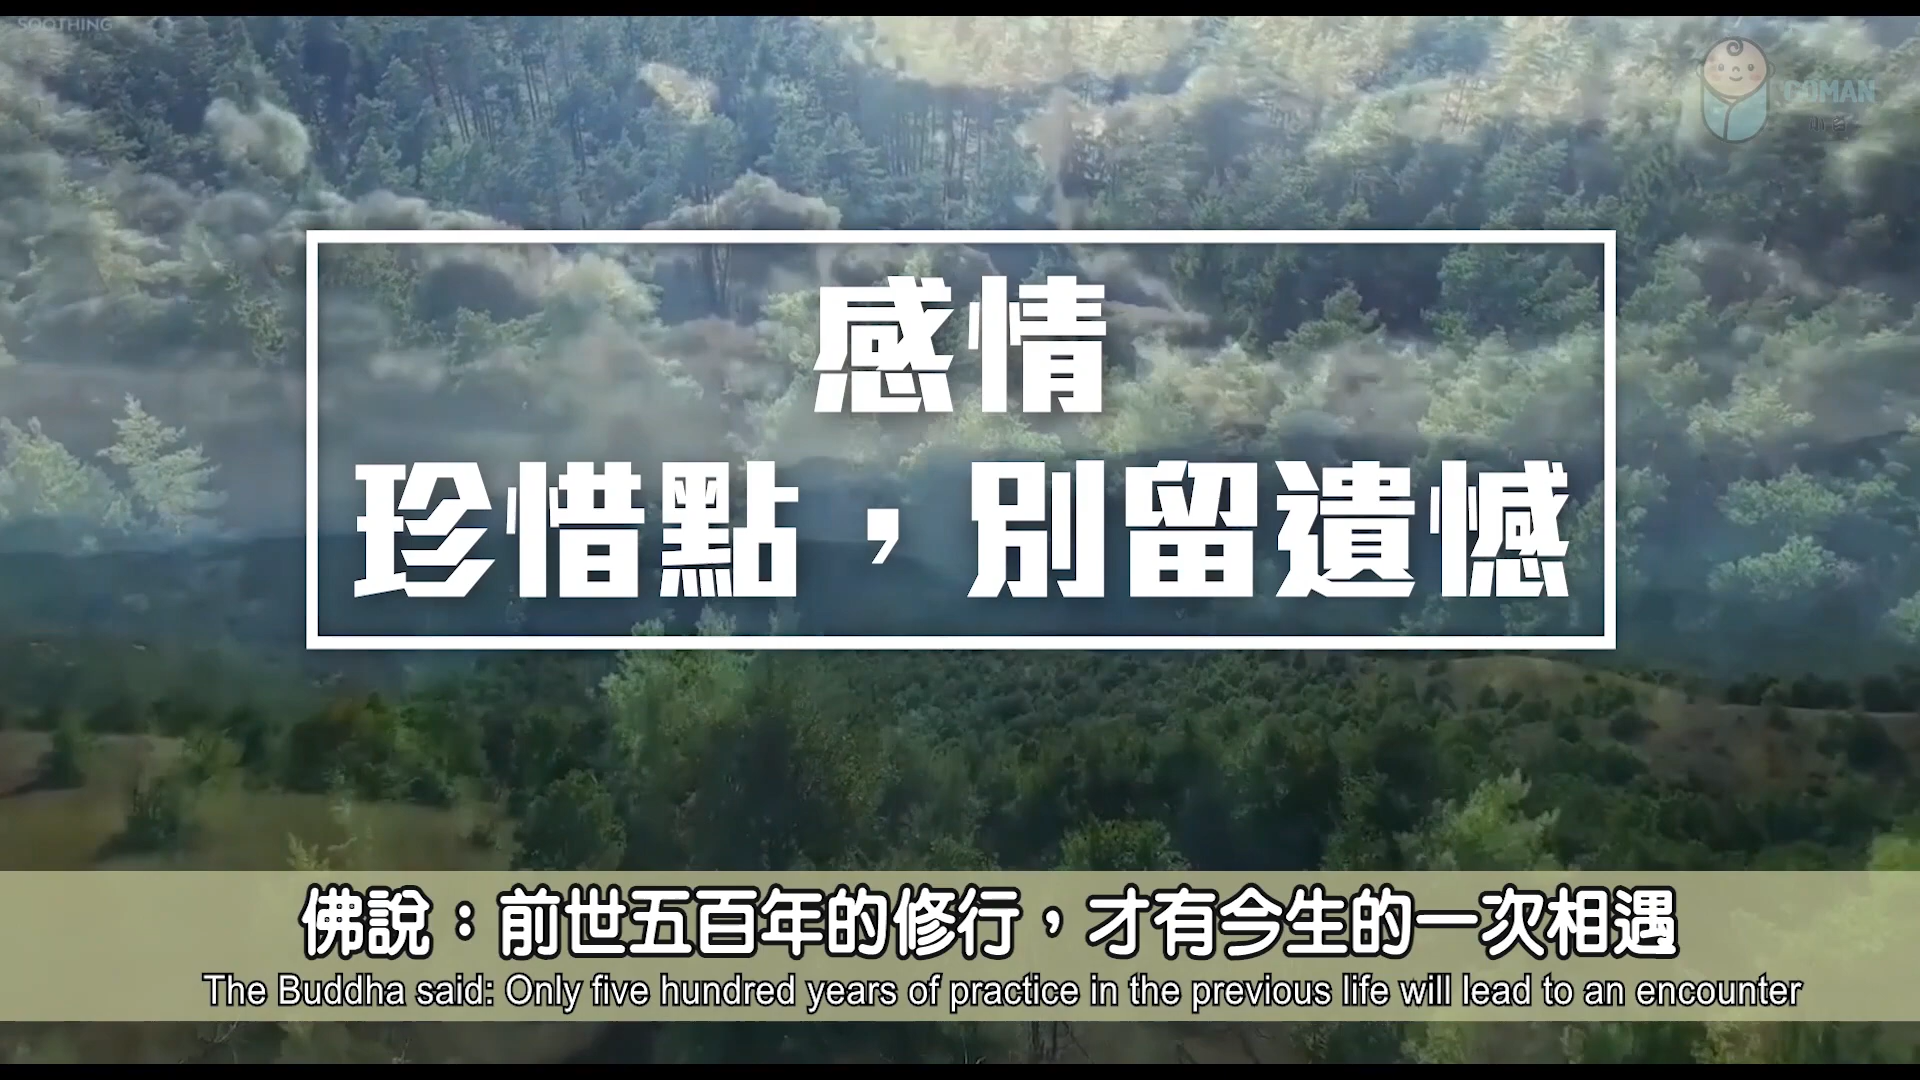 SOOTHING
COMAN
感情
珍惜點，別留遺憾
佛說：前世五百年的修行，才有今生的一次相遇
The Buddha said: Only five hundred years of practice in the previous life will lead to an encounter